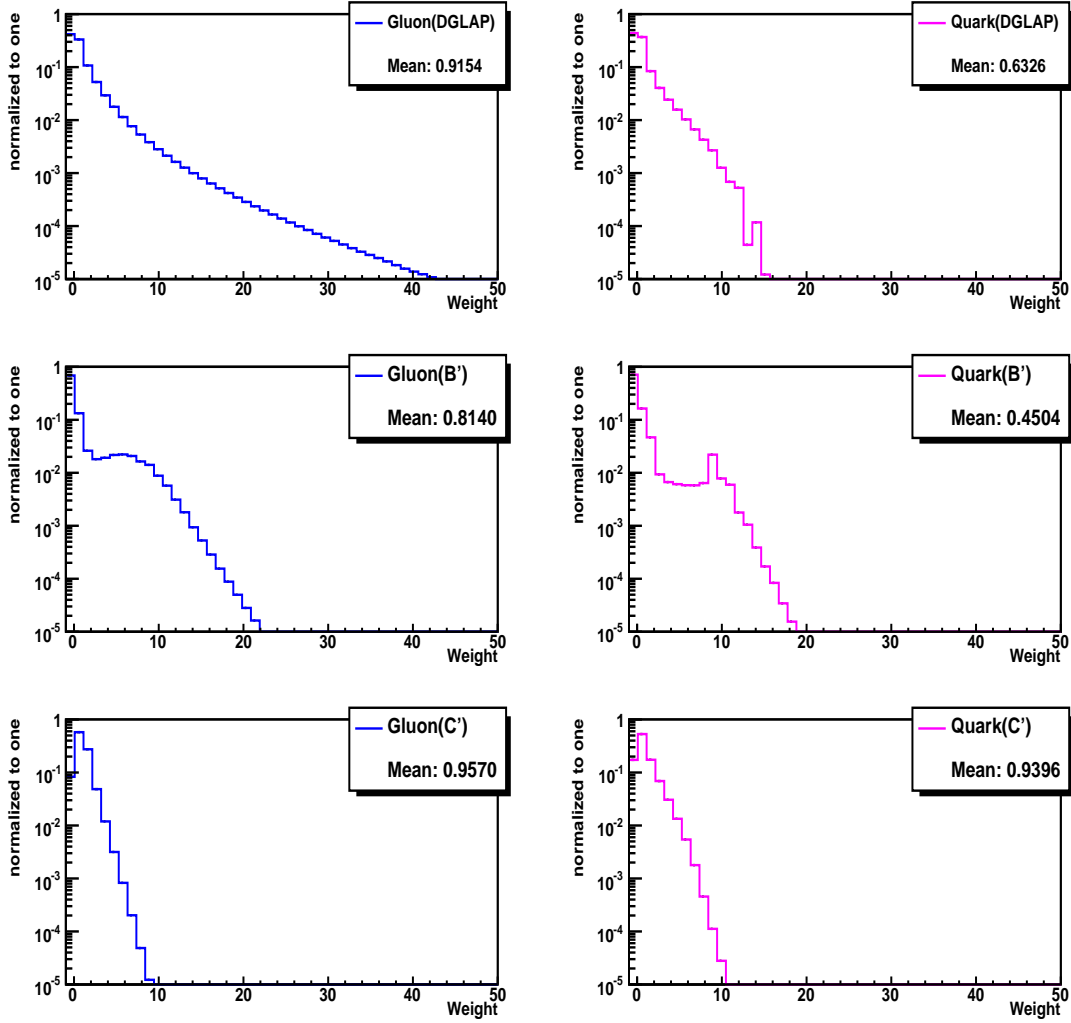 normalized to one
1
10-1
10-2
10-3
10-4
10-5
0 10 20 30 40 50
Weight
Gluon(DGLAP)
Mean: 0.9154
normalized to one
1
10-1
10-2
10-3
10-4
10-5
0 10 20 30 40 50
Weight
Quark(DGLAP)
Mean: 0.6326
normalized to one
1
10-1
10-2
10-3
10-4
10-5
0 10 20 30 40 50
Weight
Gluon(B’)
Mean: 0.8140
normalized to one
1
10-1
10-2
10-3
10-4
10-5
0 10 20 30 40 50
Weight
Quark(B’)
Mean: 0.4504
normalized to one
1
10-1
10-2
10-3
10-4
10-5
0 10 20 30 40 50
Weight
Gluon(C’)
Mean: 0.9570
normalized to one
1
10-1
10-2
10-3
10-4
10-5
0 10 20 30 40 50
Weight
Quark(C’)
Mean: 0.9396